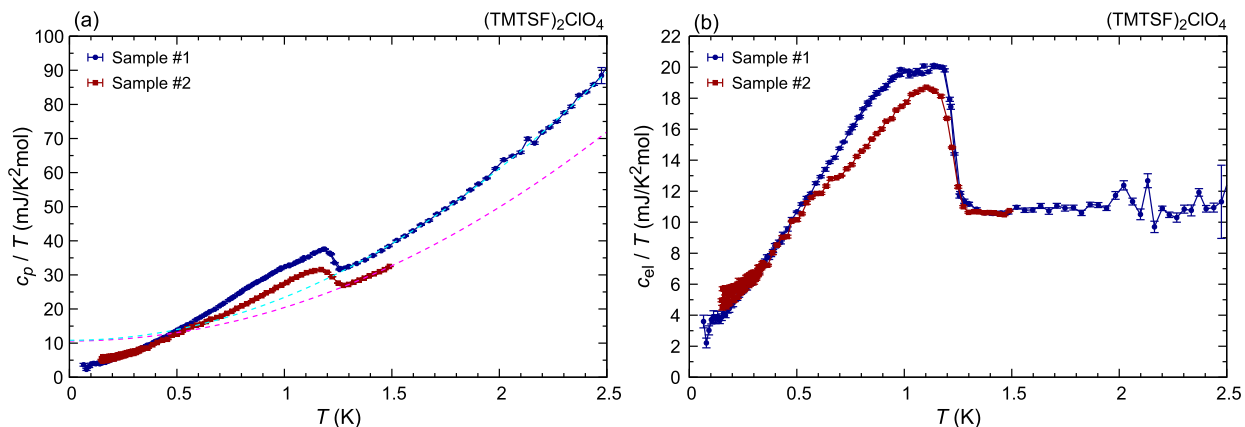 (a)
(TMTSF)₂ClO₄
100
90
80
70
60
50
40
30
20
10
0
cₚ / T (mJ/K²mol)
Sample #1
Sample #2
0
0.5
1
1.5
2
2.5
T (K)
(b)
(TMTSF)₂ClO₄
22
20
18
16
14
12
10
8
6
4
2
0
cₑₗ / T (mJ/K²mol)
Sample #1
Sample #2
0
0.5
1
1.5
2
2.5
T (K)